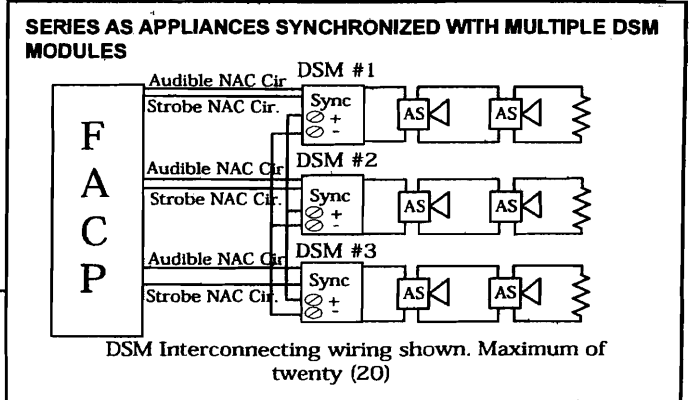 SERIES AS APPLIANCES SYNCHRONIZED WITH MULTIPLE DSM
MODULES
DSM #1
Audible NAC Cir
Strobe NAC Cir.
Sync
+
-
AS
AS
F
A
C
P
DSM #2
Audible NAC Cir
Strobe NAC Cir.
Sync
+
-
AS
AS
DSM #3
Audible NAC Cir
Strobe NAC Cir.
Sync
+
-
AS
AS
DSM Interconnecting wiring shown. Maximum of
twenty (20)